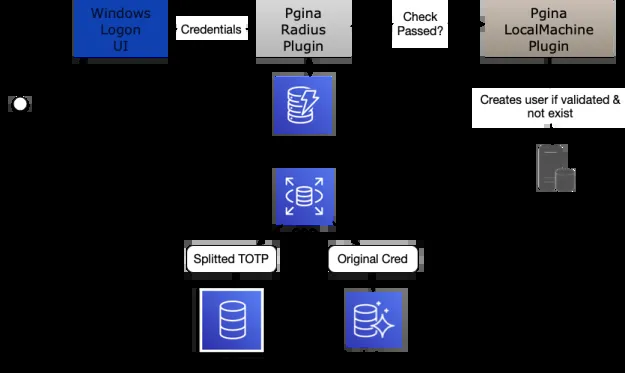 Windows
Logon
UI
Credentials
Pgina
Radius
Plugin
Check
Passed?
Pgina
LocalMachine
Plugin
Creates user if validated &
not exist
Splitted TOTP
Original Cred